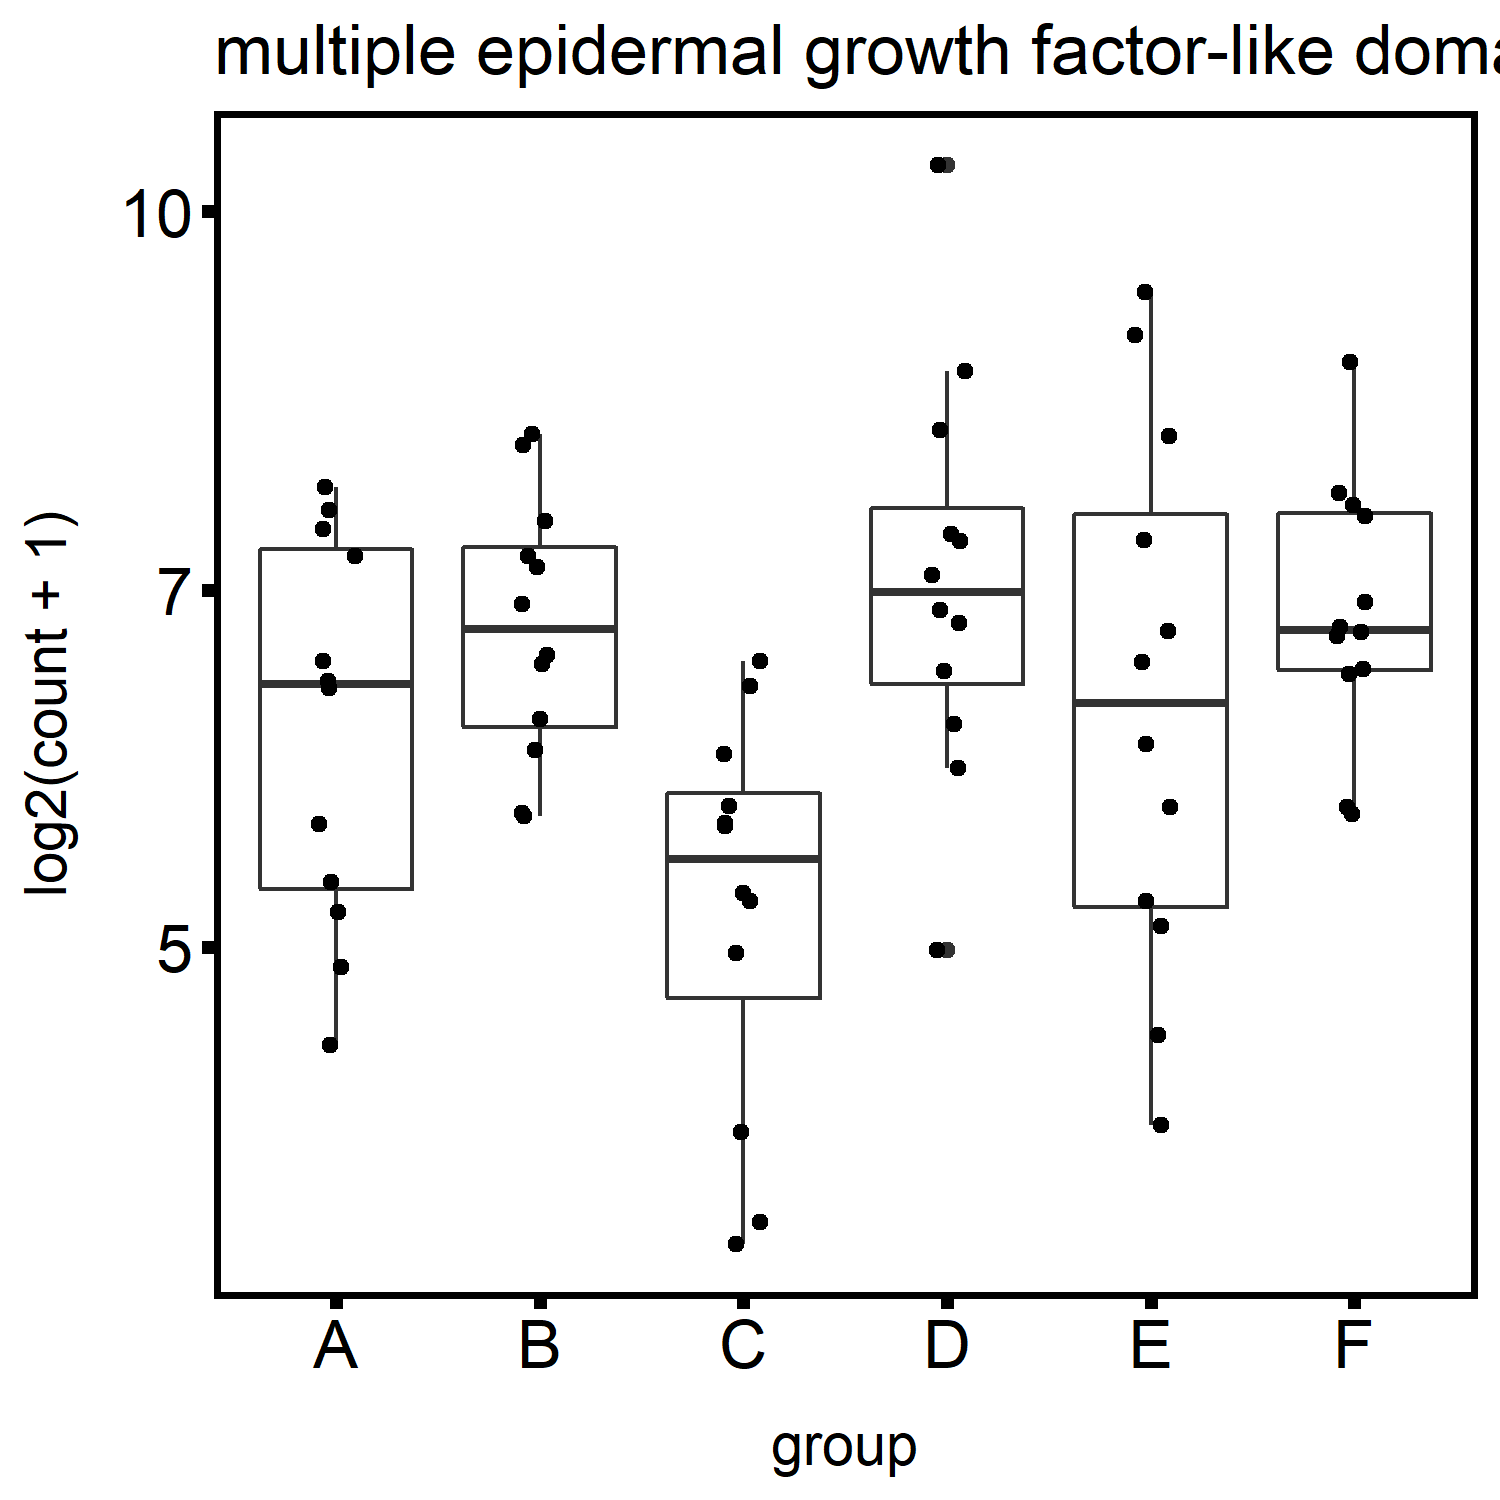 multiple epidermal growth factor-like doma
10
7
5
log2(count + 1)
A B C D E F
group